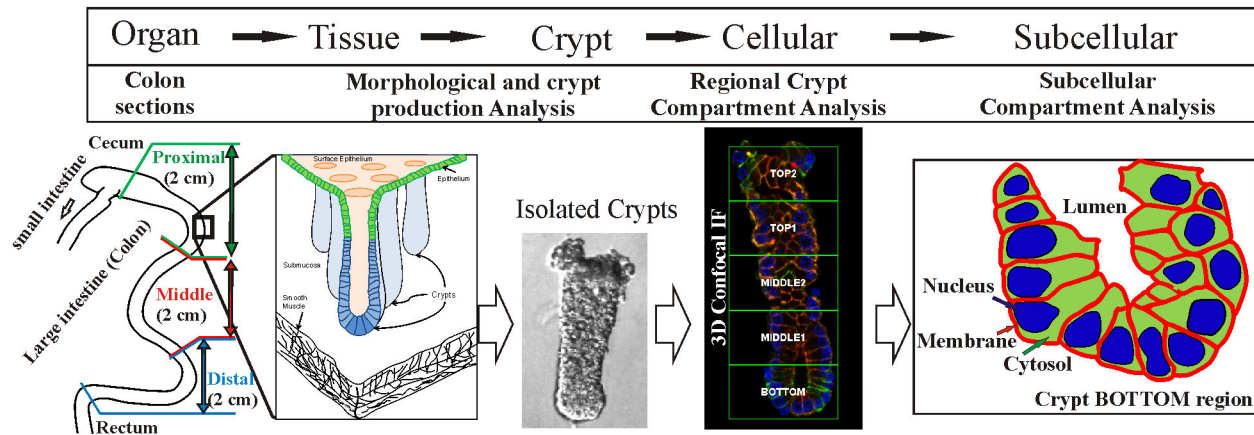 Organ Tissue Crypt Cellular Subcellular
Colon
sections
Morphological and crypt
production Analysis
Regional Crypt
Compartment Analysis
Subcellular
Compartment Analysis
Cecum
Proximal
(2 cm)
small intestine
Large intestine (Colon)
Middle
(2 cm)
Distal
(2 cm)
Rectum
Surface Epithelium
Epithelium
Submucosa
Crypts
Smooth
Muscle
Isolated Crypts
3D Confocal IF
TOP2
TOP1
MIDDLE2
MIDDLE1
BOTTOM
Lumen
Nucleus
Membrane
Cytosol
Crypt BOTTOM region